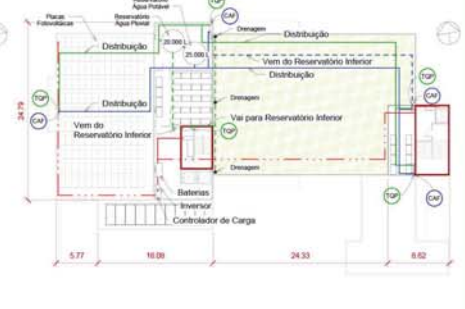 Água Potável
TQP
Placas
Fotovoltaicas
Reservatório
Água Pluvial
CAF
Drenagem
Distribuição
20.000 L
Distribuição
25.000 L
Vem do Reservatório Inferior
Distribuição
TQP
CAF
24.79
TQP
CAF
Distribuição
Drenagem
Vem do
Reservatório Inferior
Vai para Reservatório Inferior
TQP
Drenagem
Baterias
Inversor
Controlador de Carga
TQP
CAF
5.77
16.08
24.33
8.62